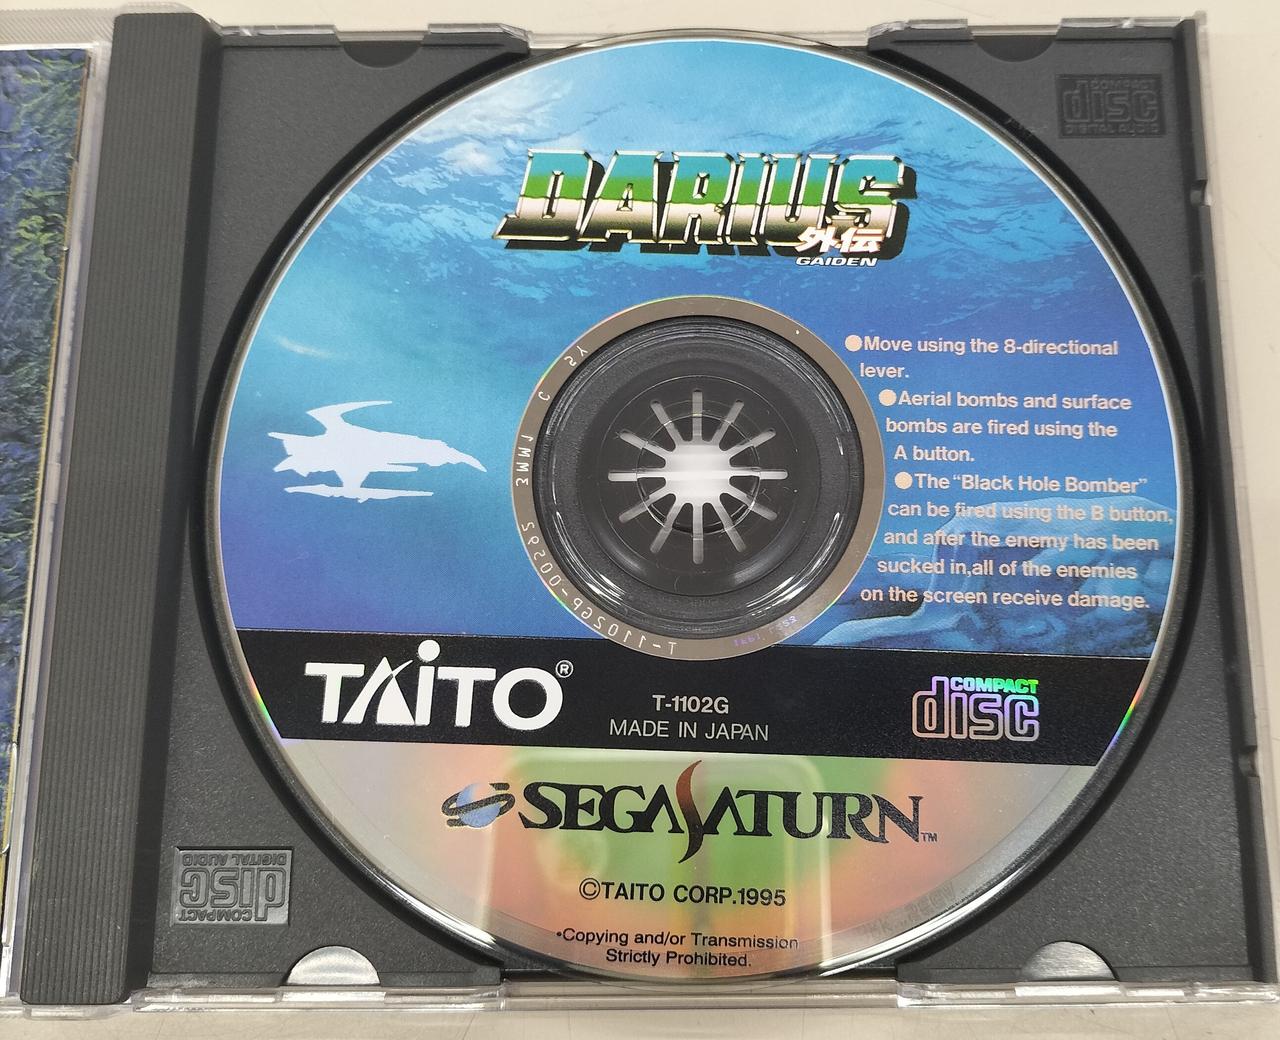 COMPACT
disc
DIGITAL AUDIO
DARIUS
外伝
GAIDEN
●Move using the 8-directional
lever.
●Aerial bombs and surface
bombs are fired using the
A button.
●The “Black Hole Bomber”
can be fired using the B button,
and after the enemy has been
sucked in,all of the enemies
on the screen receive damage.
TAITO®
T-1102G
MADE IN JAPAN
COMPACT
disc
SEGA SATURN™
©TAITO CORP.1995
•Copying and/or Transmission
Strictly Prohibited.
COMPACT
disc
DIGITAL AUDIO